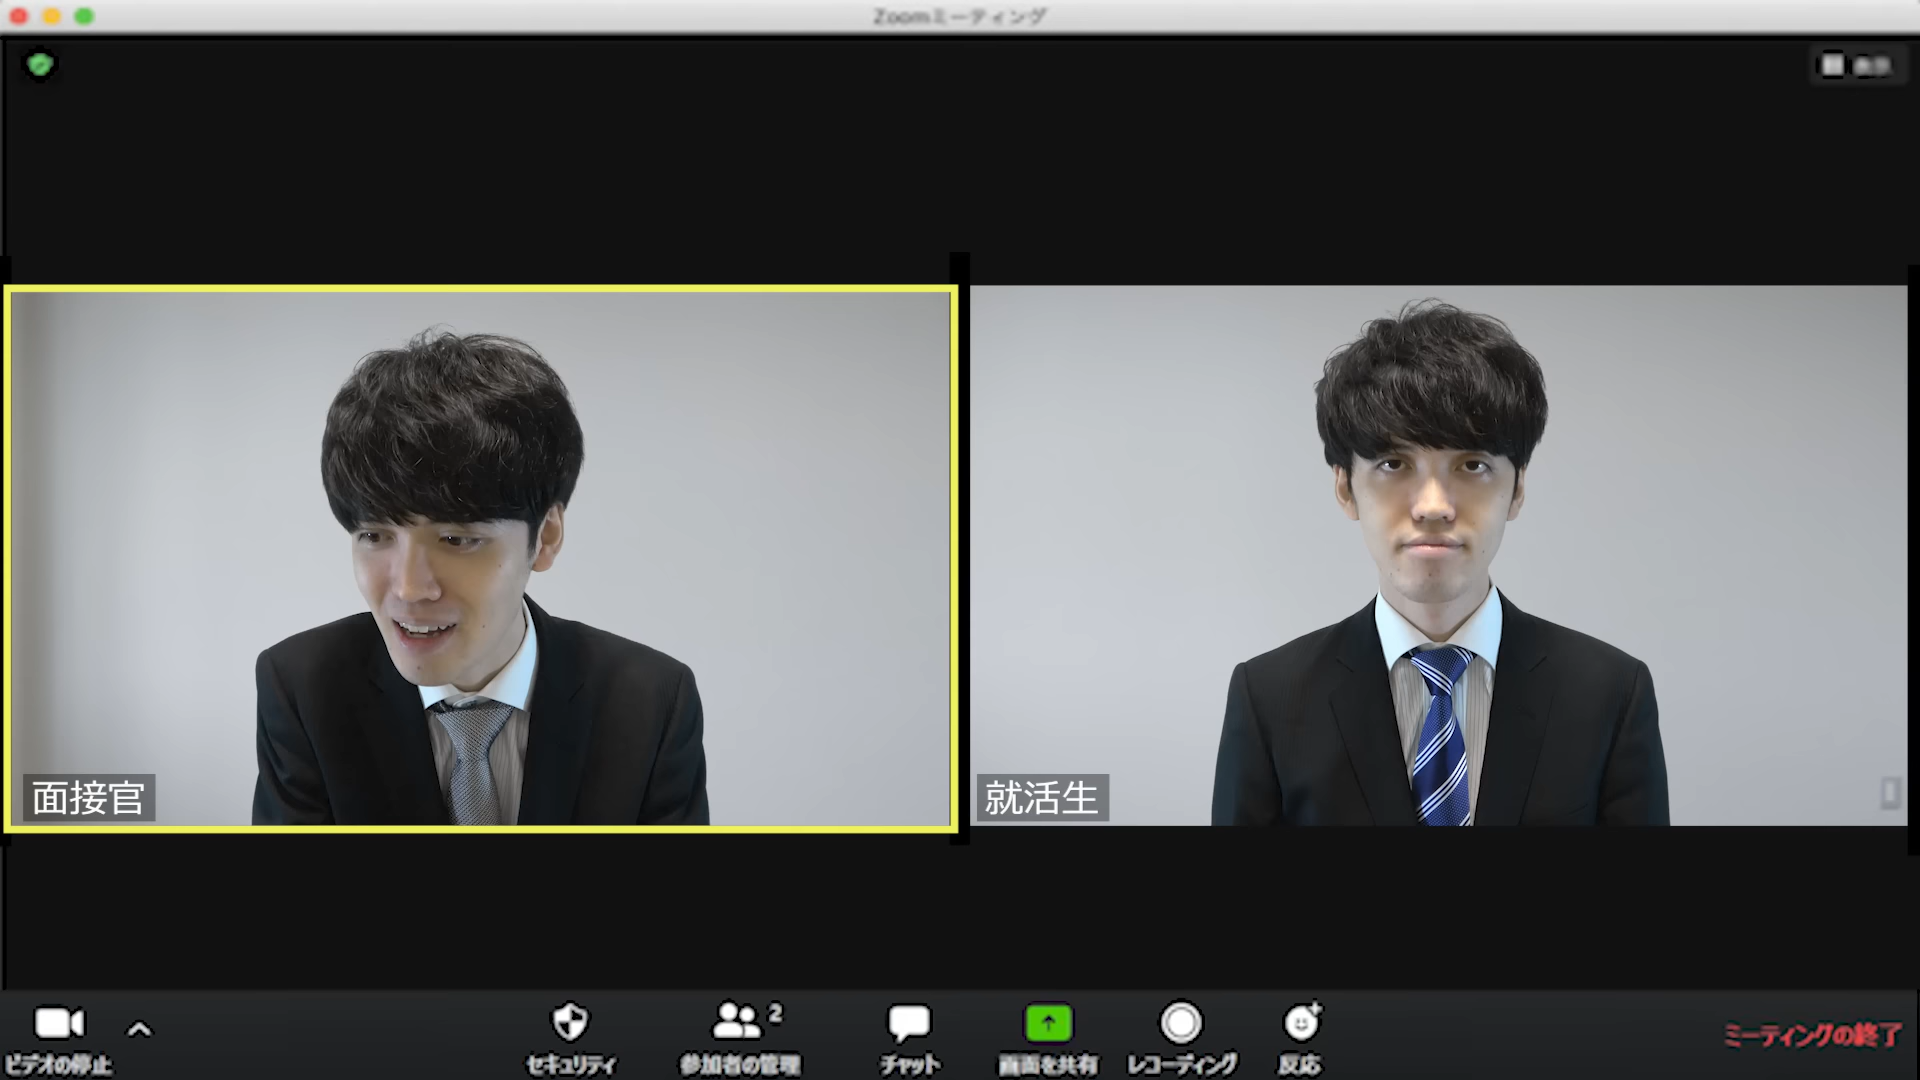 Zoomミーティング
面接官
就活生
2
ビデオの停止
セキュリティ
参加者の管理
チャット
画面を共有
レコーディング
反応
ミーティングの終了